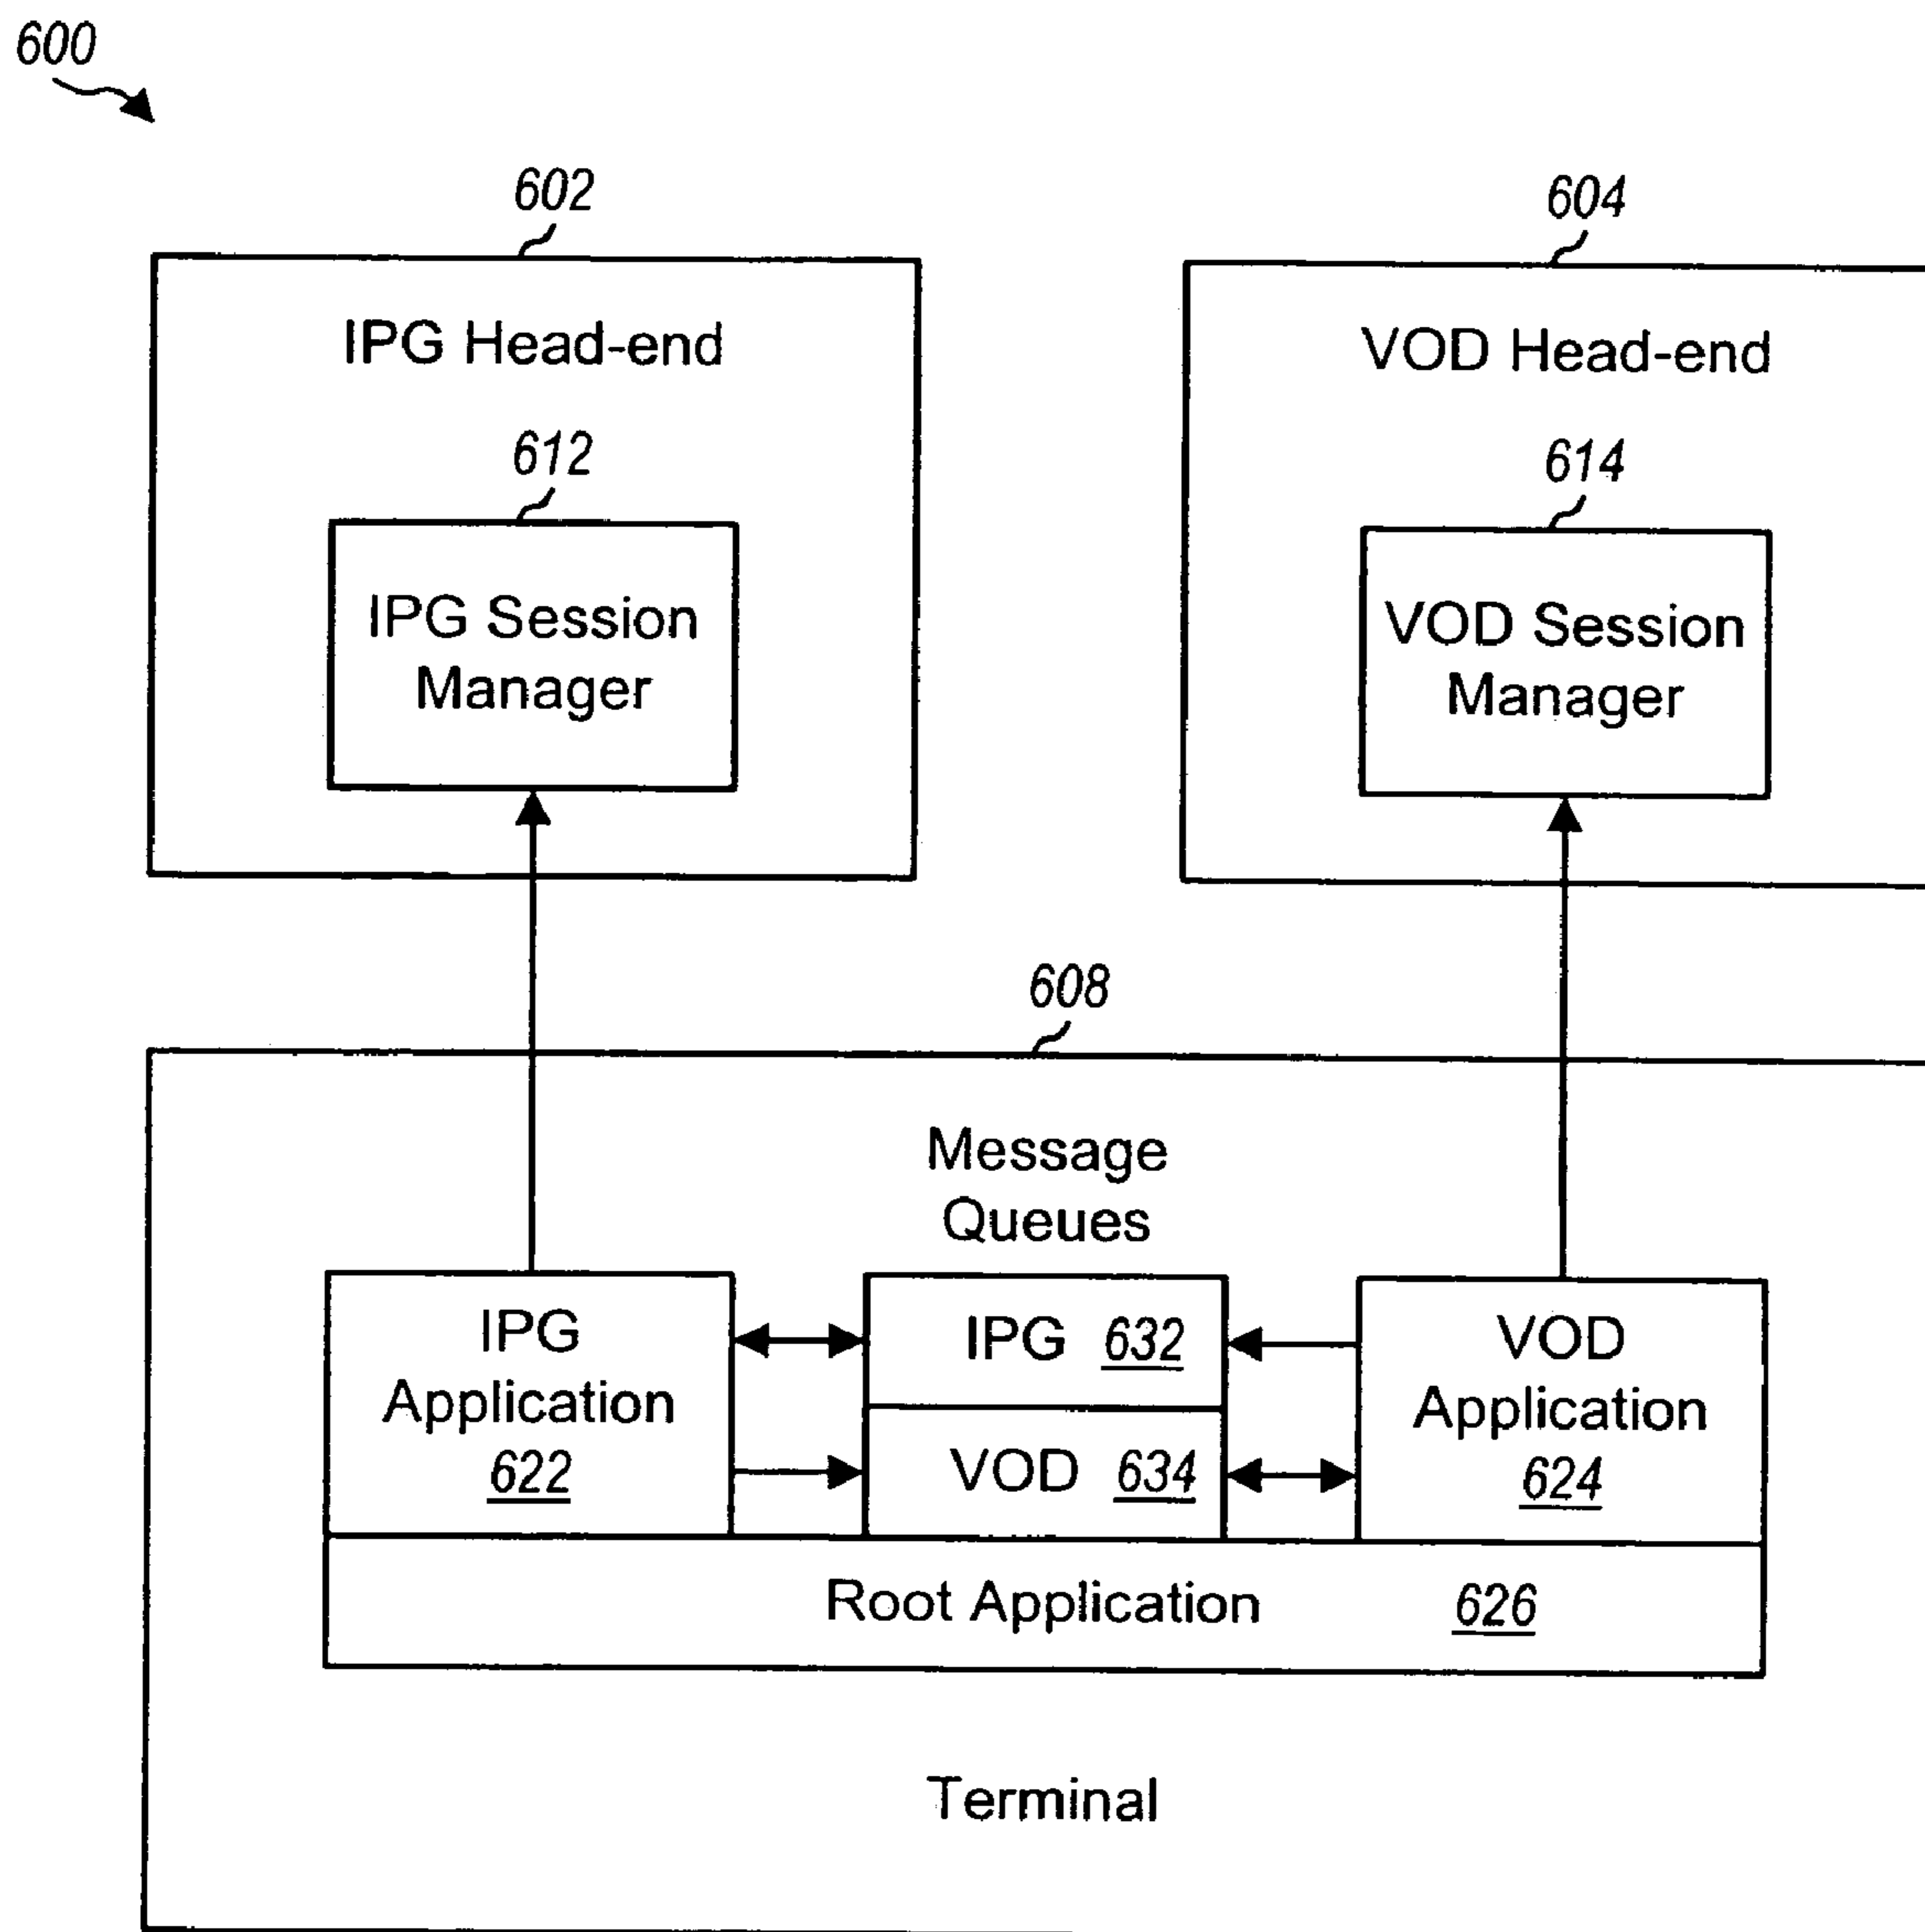 600
602
604
IPG Head-end
VOD Head-end
612
614
IPG Session
Manager
VOD Session
Manager
608
Message
Queues
IPG
Application
622
IPG 632
VOD 634
VOD
Application
624
Root Application 626
Terminal